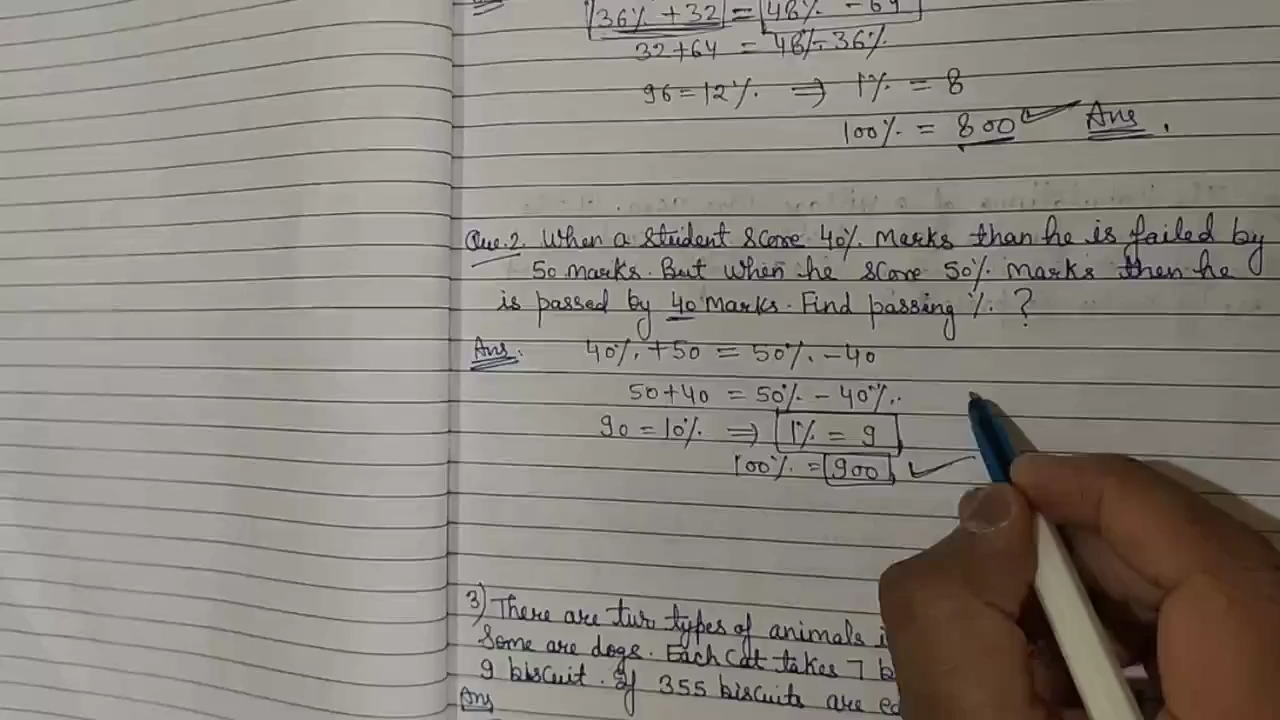 36% + 32 = 48% - 64
32+64 = 48% - 36%
96 = 12% ⇒ 1% = 8
100% = 800 Ans.
Que.2. When a student score 40% marks than he is failed by
50 marks. But when he score 50% marks then he
is passed by 40 marks. Find passing %. ?
Ans. 40% + 50 = 50% - 40
50+40 = 50% - 40%.
90 = 10% ⇒ 1% = 9
100% = 900
3) There are two types of animals
Some are dogs. Each cat takes 7
9 biscuit. If 355 biscuits are
Ans